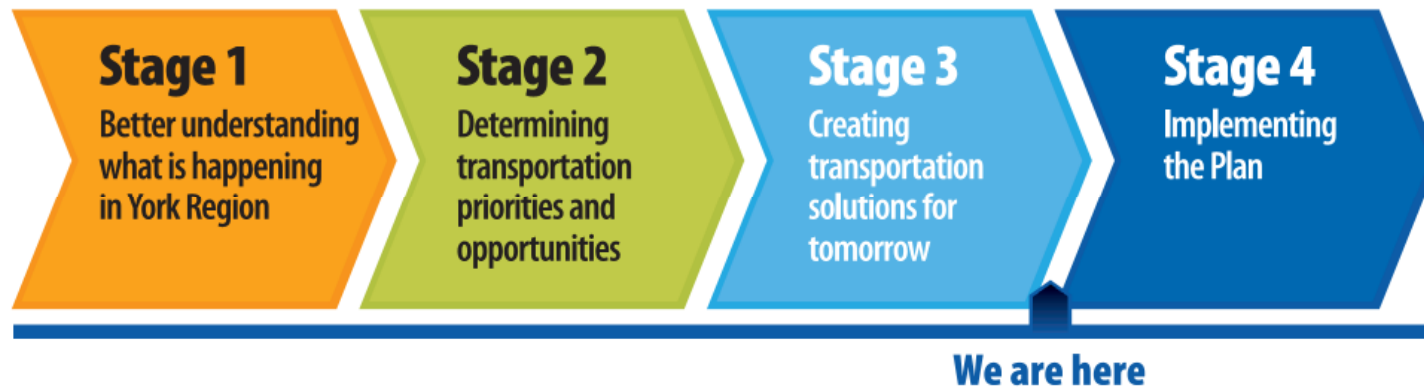 Stage 1
Better understanding
what is happening
in York Region
Stage 2
Determining
transportation
priorities and
opportunities
Stage 3
Creating
transportation
solutions for
tomorrow
Stage 4
Implementing
the Plan
We are here